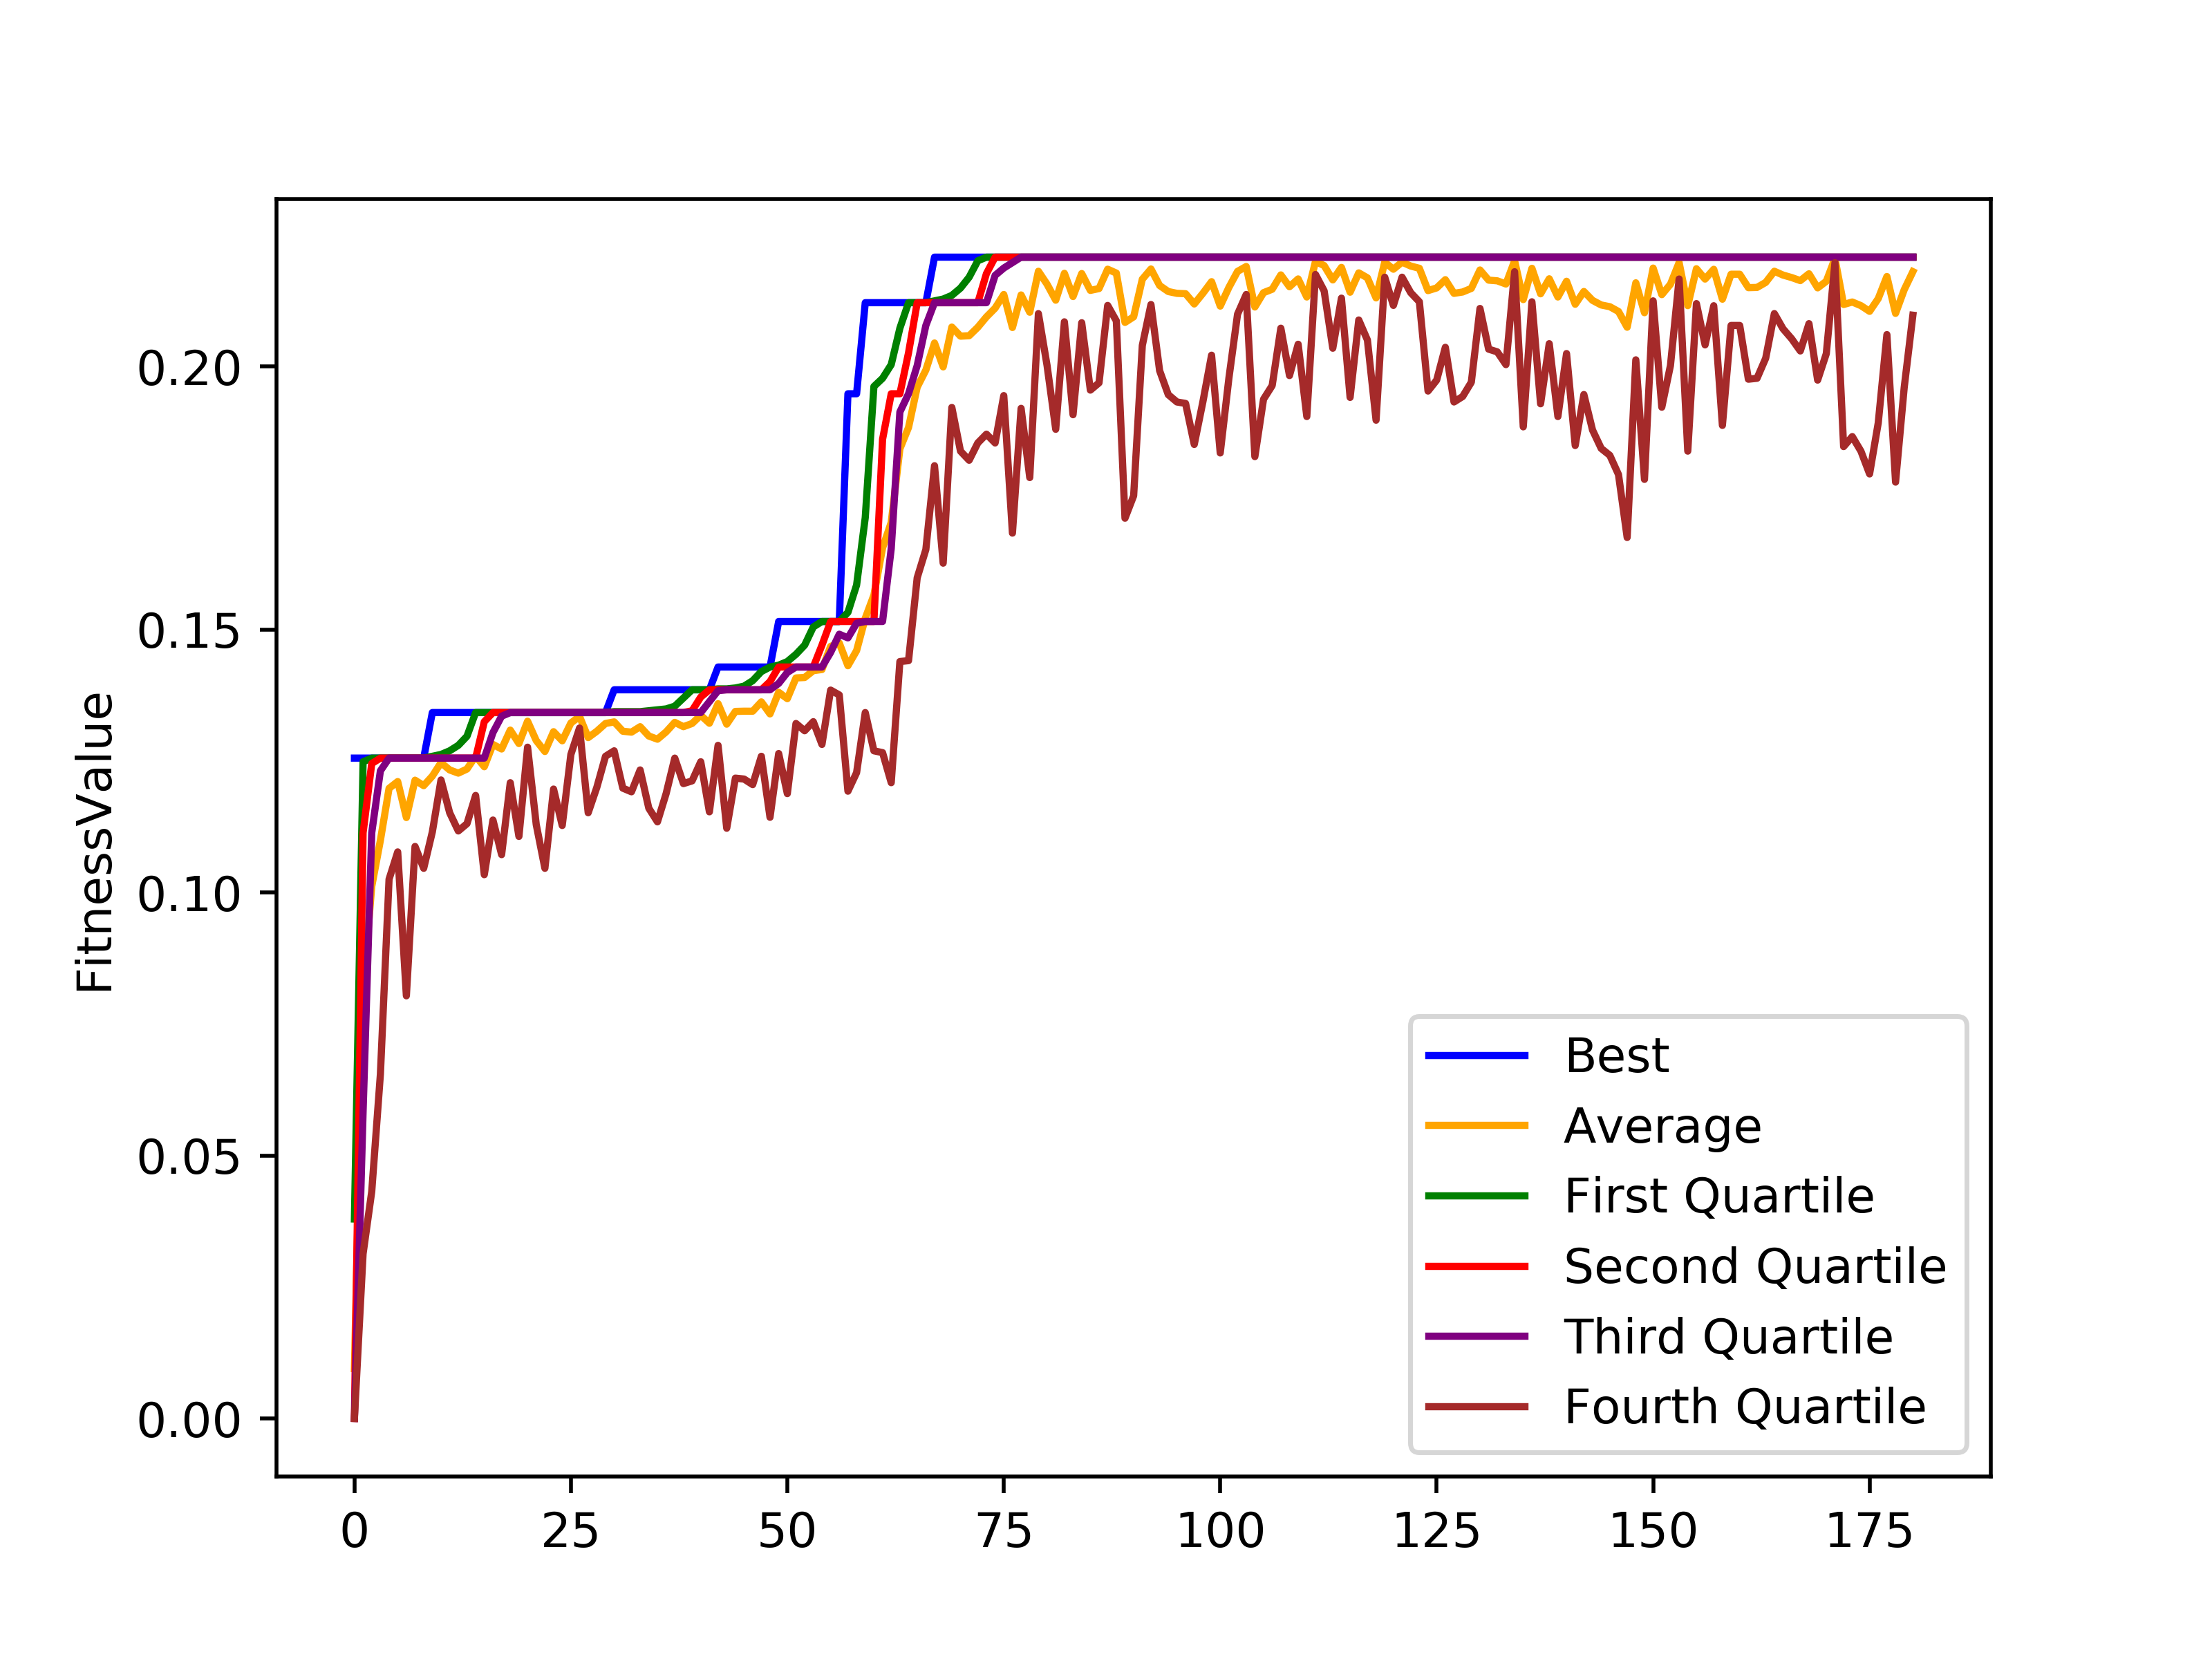 FitnessValue
0.20
0.15
0.10
0.05
0.00
0 25 50 75 100 125 150 175
Best
Average
First Quartile
Second Quartile
Third Quartile
Fourth Quartile